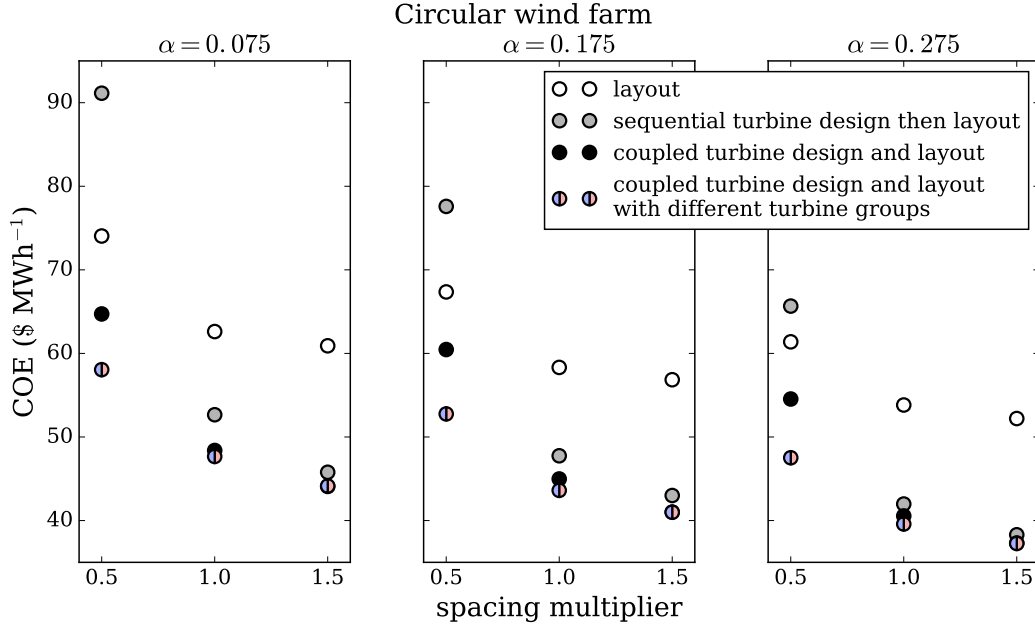 Circular wind farm
α = 0.075
α = 0.175
α = 0.275
layout
sequential turbine design then layout
coupled turbine design and layout
coupled turbine design and layout
with different turbine groups
COE ($ MWh⁻¹)
90
80
70
60
50
40
0.5 1.0 1.5
0.5 1.0 1.5
0.5 1.0 1.5
spacing multiplier